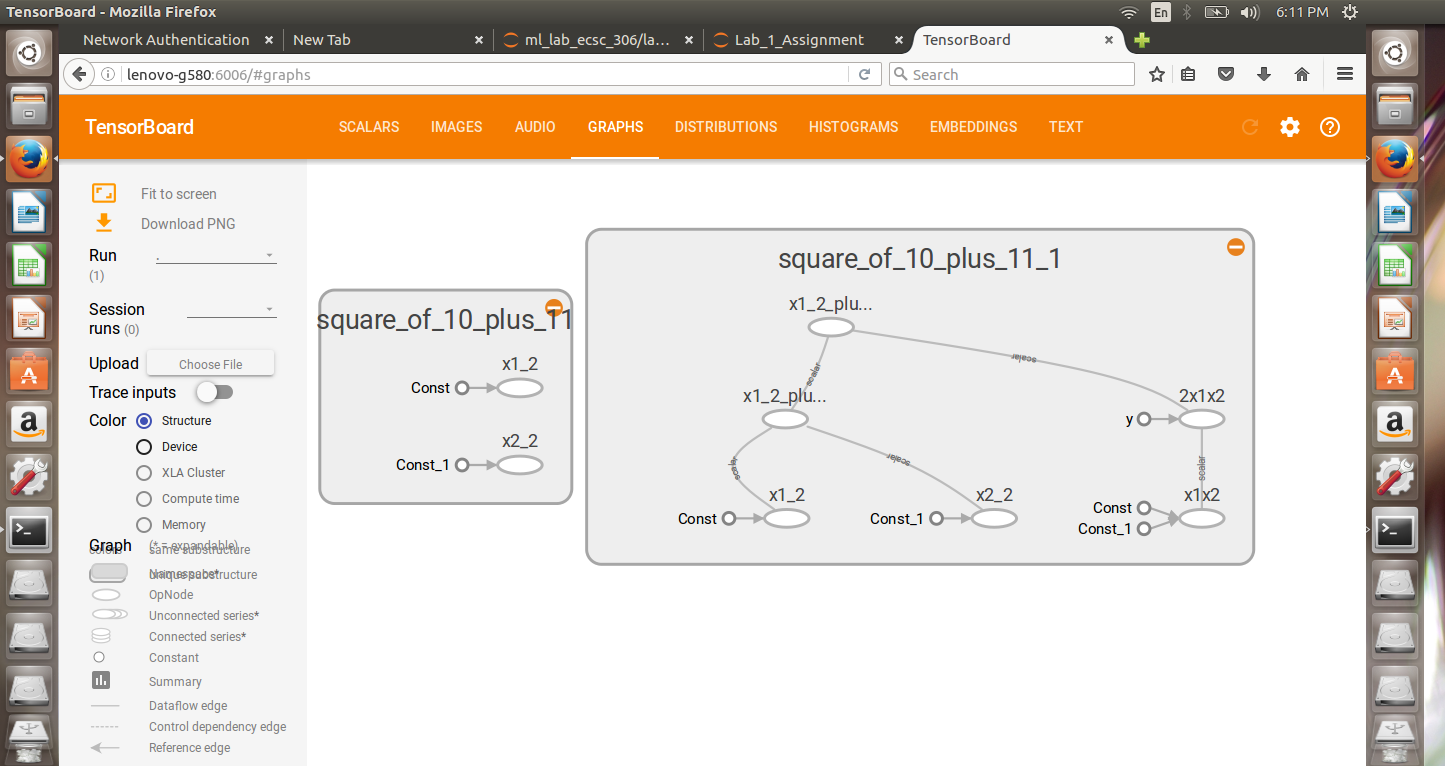 TensorBoard - Mozilla Firefox
En
6:11 PM
Network Authentication
New Tab
ml_lab_ecsc_306/la...
Lab_1_Assignment
TensorBoard
lenovo-g580:6006/#graphs
Search
TensorBoard
SCALARS
IMAGES
AUDIO
GRAPHS
DISTRIBUTIONS
HISTOGRAMS
EMBEDDINGS
TEXT
Fit to screen
Download PNG
Run
(1)
.
Session
runs (0)
Upload
Choose File
Trace inputs
Color
Structure
Device
XLA Cluster
Compute time
Memory
Graph
(* = expandable)
colors
same substructure
Namespace*
unique substructure
OpNode
Unconnected series*
Connected series*
Constant
Summary
Dataflow edge
Control dependency edge
Reference edge
square_of_10_plus_11
x1_2
Const
x2_2
Const_1
square_of_10_plus_11_1
x1_2_plu...
scalar
scalar
x1_2_plu...
2x1x2
y
scalar
scalar
scalar
x1_2
Const
x2_2
Const_1
x1x2
Const
Const_1